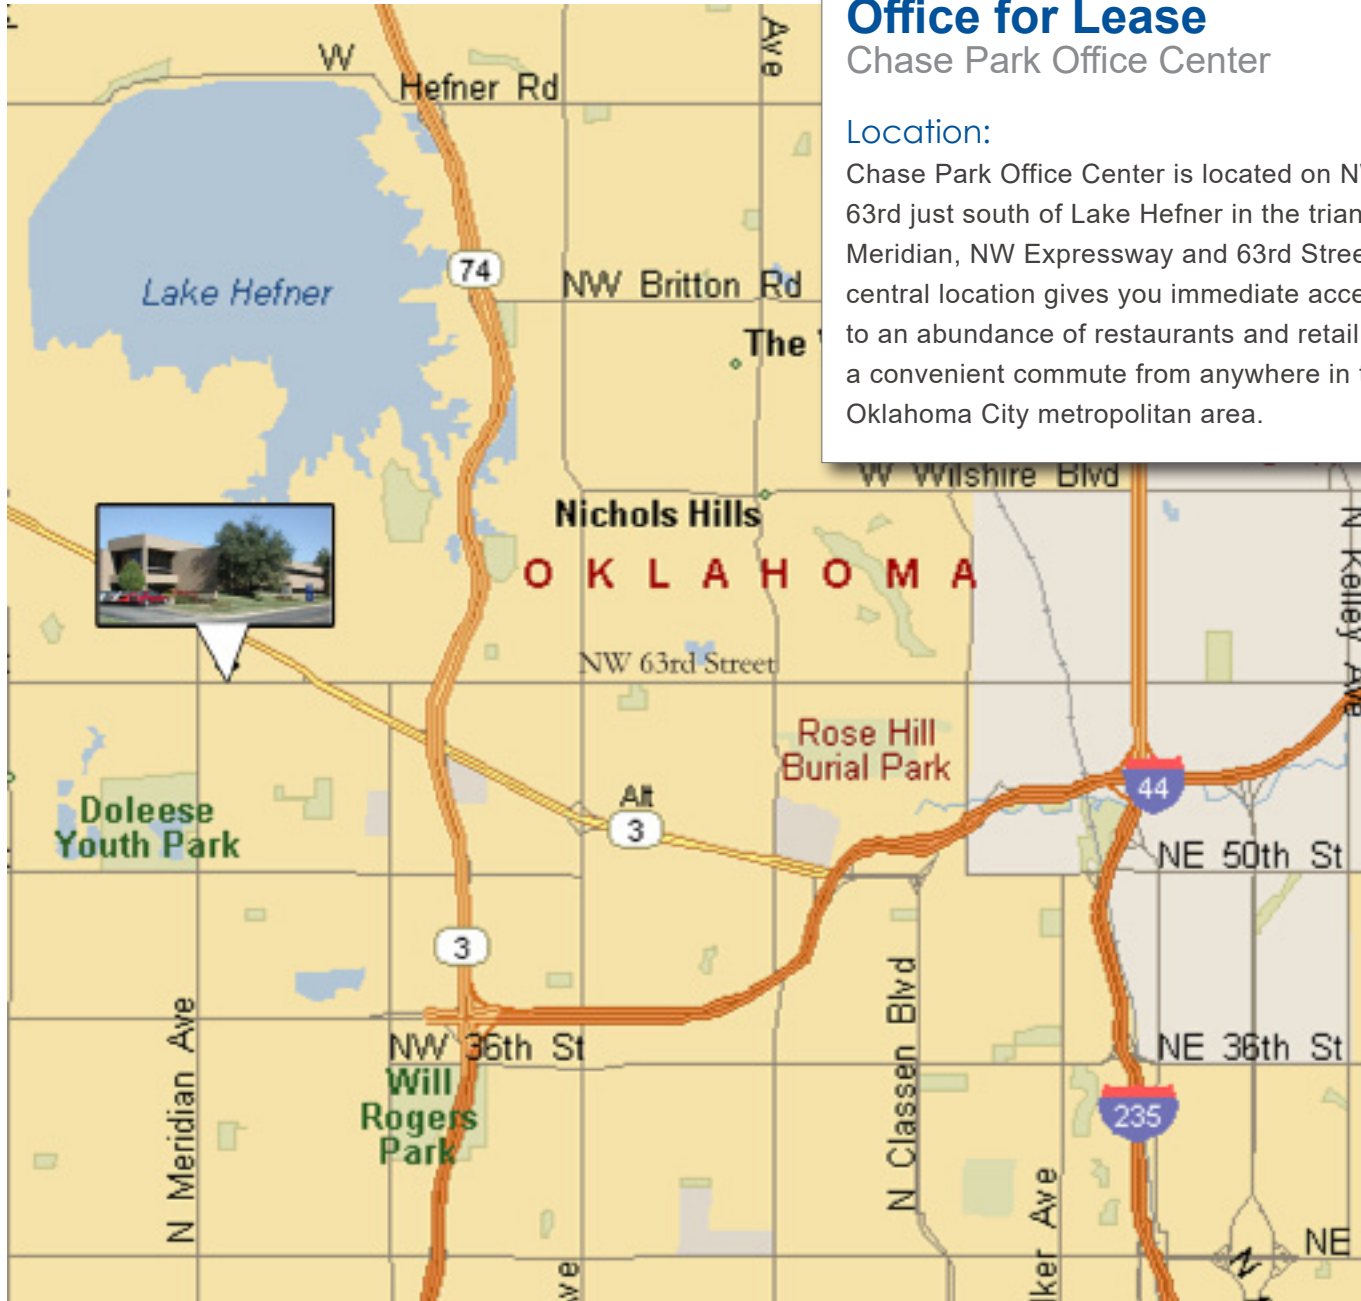 Office for Lease
Chase Park Office Center
Location:
Chase Park Office Center is located on
63rd just south of Lake Hefner in the
Meridian, NW Expressway and 63rd
central location gives you immediate
to an abundance of restaurants and retail
a convenient commute from anywhere in
Oklahoma City metropolitan area.
W
Hefner Rd
Ave
Lake Hefner
74
NW Britton Rd
The
W Wilshire Blvd
Nichols Hills
OKLAHOMA
N Kelley Ave
NW 63rd Street
Rose Hill
Burial Park
44
Alt
3
Doleese
Youth Park
NE 50th St
3
N Meridian Ave
N Classen Blvd
NW 36th St
NE 36th St
Will
Rogers
Park
235
Ave
NE
N